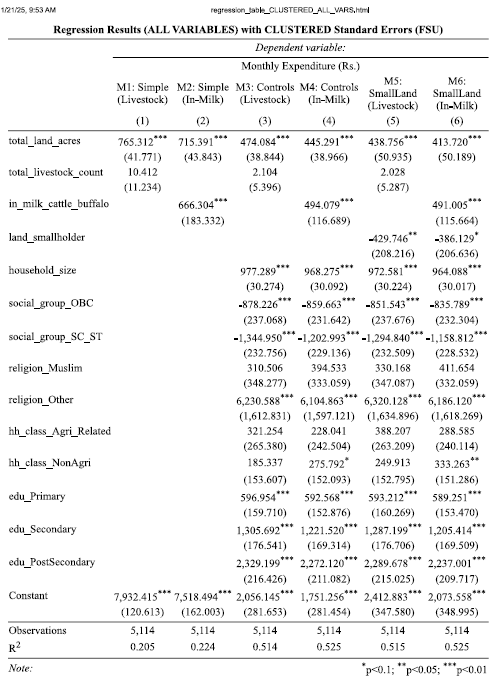 1/21/25, 9:53 AM regression_table_CLUSTERED_ALL_VARS.html
Regression Results (ALL VARIABLES) with CLUSTERED Standard Errors (FSU)
Dependent variable:
Monthly Expenditure (Rs.)
M1: Simple (Livestock) M2: Simple (In-Milk) M3: Controls (Livestock) M4: Controls (In-Milk) M5: SmallLand (Livestock) M6: SmallLand (In-Milk)
(1) (2) (3) (4) (5) (6)
total_land_acres 765.312*** 715.391*** 474.084*** 445.291*** 438.756*** 413.720***
(41.771) (43.843) (38.844) (38.966) (50.935) (50.189)
total_livestock_count 10.412 2.104 2.028
(11.234) (5.396) (5.287)
in_milk_cattle_buffalo 666.304*** 494.079*** 491.005***
(183.332) (116.689) (115.664)
land_smallholder -429.746** -386.129*
(208.216) (206.636)
household_size 977.289*** 968.275*** 972.581*** 964.088***
(30.274) (30.092) (30.224) (30.017)
social_group_OBC -878.226*** -859.663*** -851.543*** -835.789***
(237.068) (231.642) (237.676) (232.304)
social_group_SC_ST -1,344.950*** -1,202.993*** -1,294.840*** -1,158.812***
(232.756) (229.136) (232.509) (228.532)
religion_Muslim 310.506 394.533 330.168 411.654
(348.277) (333.059) (347.087) (332.059)
religion_Other 6,230.588*** 6,104.863*** 6,320.128*** 6,186.120***
(1,612.831) (1,597.121) (1,634.896) (1,618.269)
hh_class_Agri_Related 321.254 228.041 388.207 288.585
(265.380) (242.504) (263.209) (240.114)
hh_class_NonAgri 185.337 275.792* 249.913 333.263**
(153.607) (152.093) (152.795) (151.286)
edu_Primary 596.954*** 592.568*** 593.212*** 589.251***
(159.710) (152.876) (160.269) (153.470)
edu_Secondary 1,305.692*** 1,221.520*** 1,287.199*** 1,205.414***
(176.541) (169.314) (176.706) (169.509)
edu_PostSecondary 2,329.199*** 2,272.120*** 2,289.678*** 2,237.001***
(216.426) (211.082) (215.025) (209.717)
Constant 7,932.415*** 7,518.494*** 2,056.145*** 1,751.256*** 2,412.883*** 2,073.558***
(120.613) (162.003) (281.653) (281.454) (347.580) (348.995)
Observations 5,114 5,114 5,114 5,114 5,114 5,114
R² 0.205 0.224 0.514 0.525 0.515 0.525
Note: *p<0.1; **p<0.05; ***p<0.01